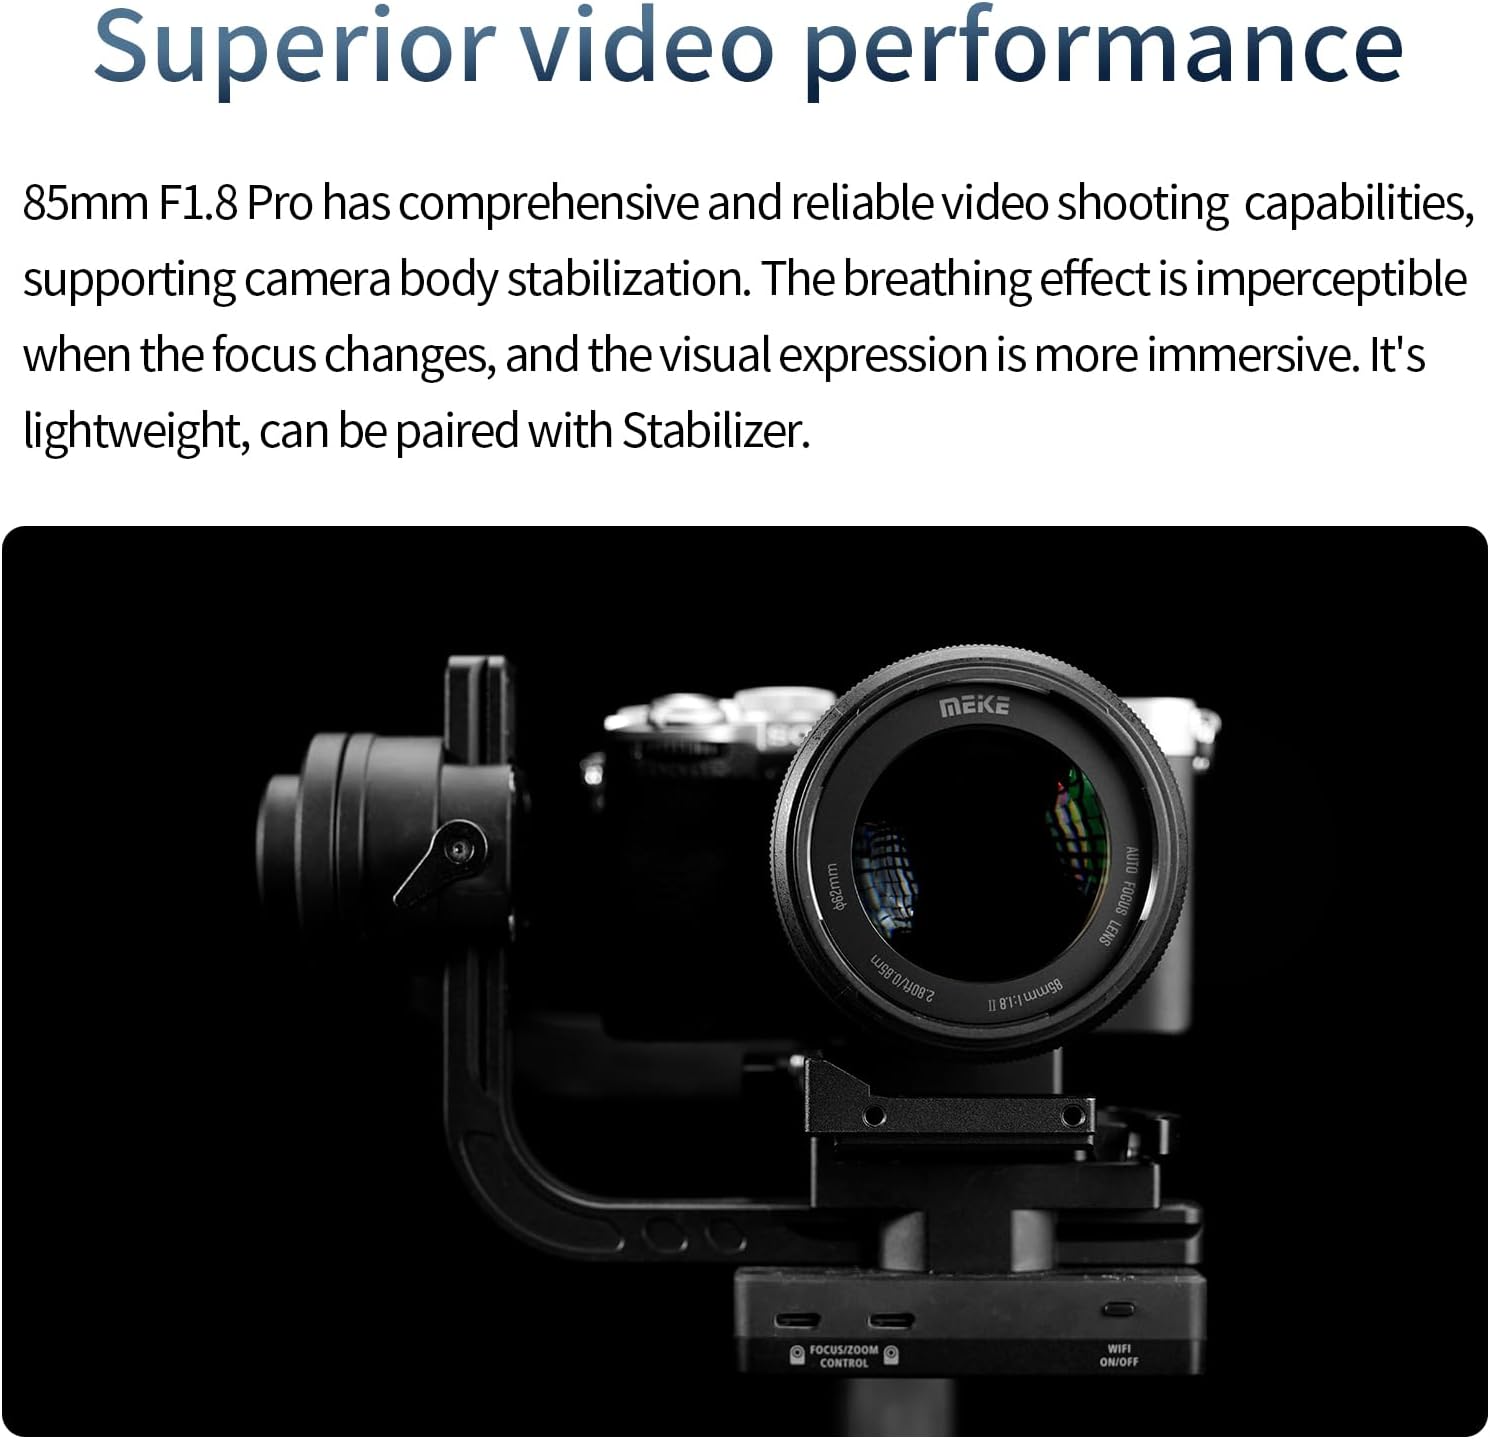 Superior video performance
85mm F1.8 Pro has comprehensive and reliable video shooting capabilities,
supporting camera body stabilization. The breathing effect is imperceptible
when the focus changes, and the visual expression is more immersive. It's
lightweight, can be paired with Stabilizer.
MEIKE
AUTO FOCUS LENS
85mm 1:1.8 II
2.80ft/0.85m
ϕ62mm
FOCUS/ZOOM
CONTROL
WIFI
ON/OFF